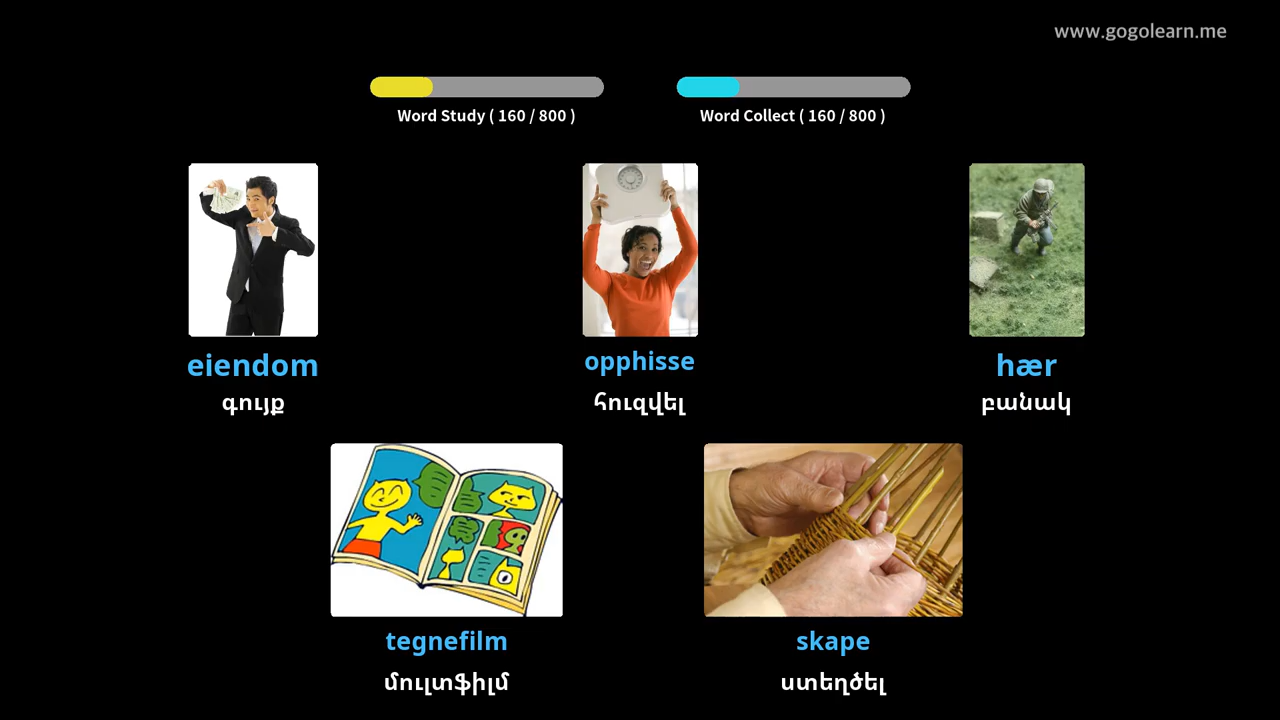 www.gogolearn.me
Word Study ( 160 / 800 )
Word Collect ( 160 / 800 )
eiendom
opphisse
hær
գույք
հուզվել
բանակ
tegnefilm
skape
մուլտֆիլմ
ստեղծել